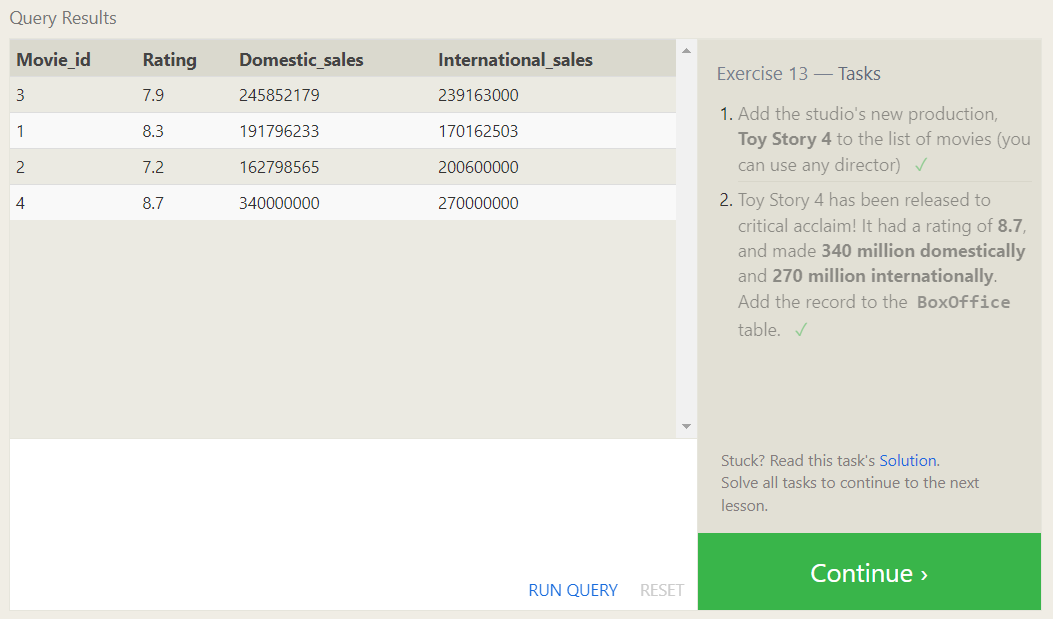 Query Results
Movie_id Rating Domestic_sales International_sales
3 7.9 245852179 239163000
1 8.3 191796233 170162503
2 7.2 162798565 200600000
4 8.7 340000000 270000000
RUN QUERY RESET
Exercise 13 — Tasks
1. Add the studio's new production,
Toy Story 4 to the list of movies (you
can use any director) ✓
2. Toy Story 4 has been released to
critical acclaim! It had a rating of 8.7,
and made 340 million domestically
and 270 million internationally.
Add the record to the BoxOffice
table. ✓
Stuck? Read this task's Solution.
Solve all tasks to continue to the next
lesson.
Continue ›